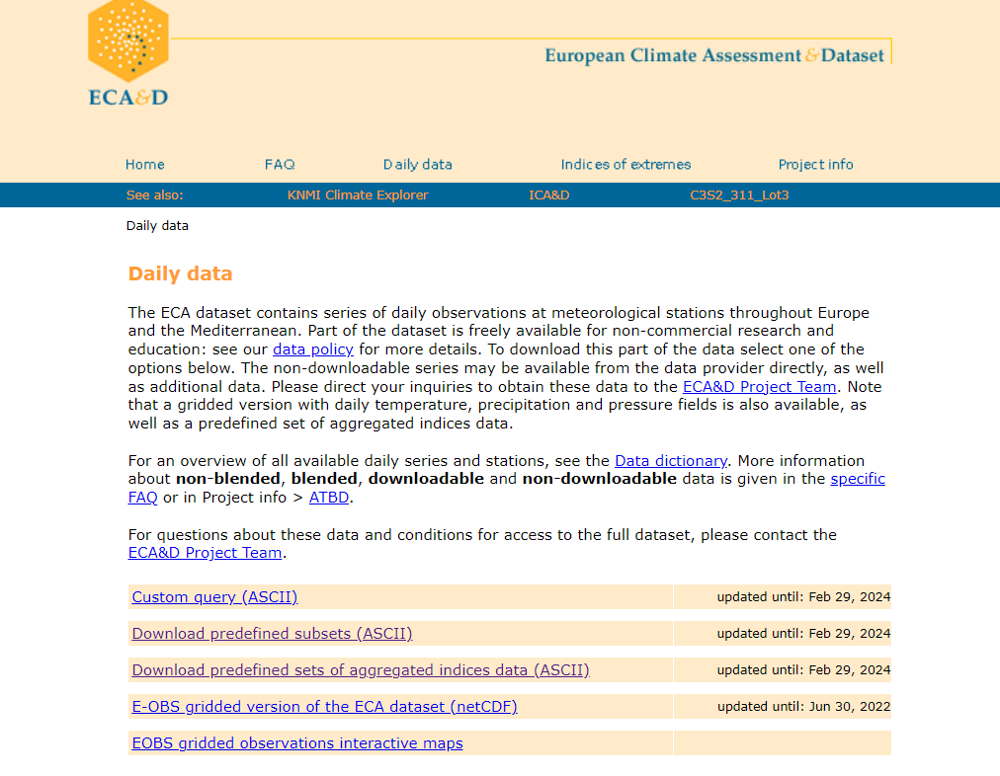 ECA&D
European Climate Assessment & Dataset
Home FAQ Daily data Indices of extremes Project info
See also: KNMI Climate Explorer ICA&D C3S2_311_Lot3
Daily data
Daily data
The ECA dataset contains series of daily observations at meteorological stations throughout Europe
and the Mediterranean. Part of the dataset is freely available for non-commercial research and
education: see our data policy for more details. To download this part of the data select one of the
options below. The non-downloadable series may be available from the data provider directly, as well
as additional data. Please direct your inquiries to obtain these data to the ECA&D Project Team. Note
that a gridded version with daily temperature, precipitation and pressure fields is also available, as
well as a predefined set of aggregated indices data.
For an overview of all available daily series and stations, see the Data dictionary. More information
about non-blended, blended, downloadable and non-downloadable data is given in the specific
FAQ or in Project info > ATBD.
For questions about these data and conditions for access to the full dataset, please contact the
ECA&D Project Team.
Custom query (ASCII) updated until: Feb 29, 2024
Download predefined subsets (ASCII) updated until: Feb 29, 2024
Download predefined sets of aggregated indices data (ASCII) updated until: Feb 29, 2024
E-OBS gridded version of the ECA dataset (netCDF) updated until: Jun 30, 2022
EOBS gridded observations interactive maps